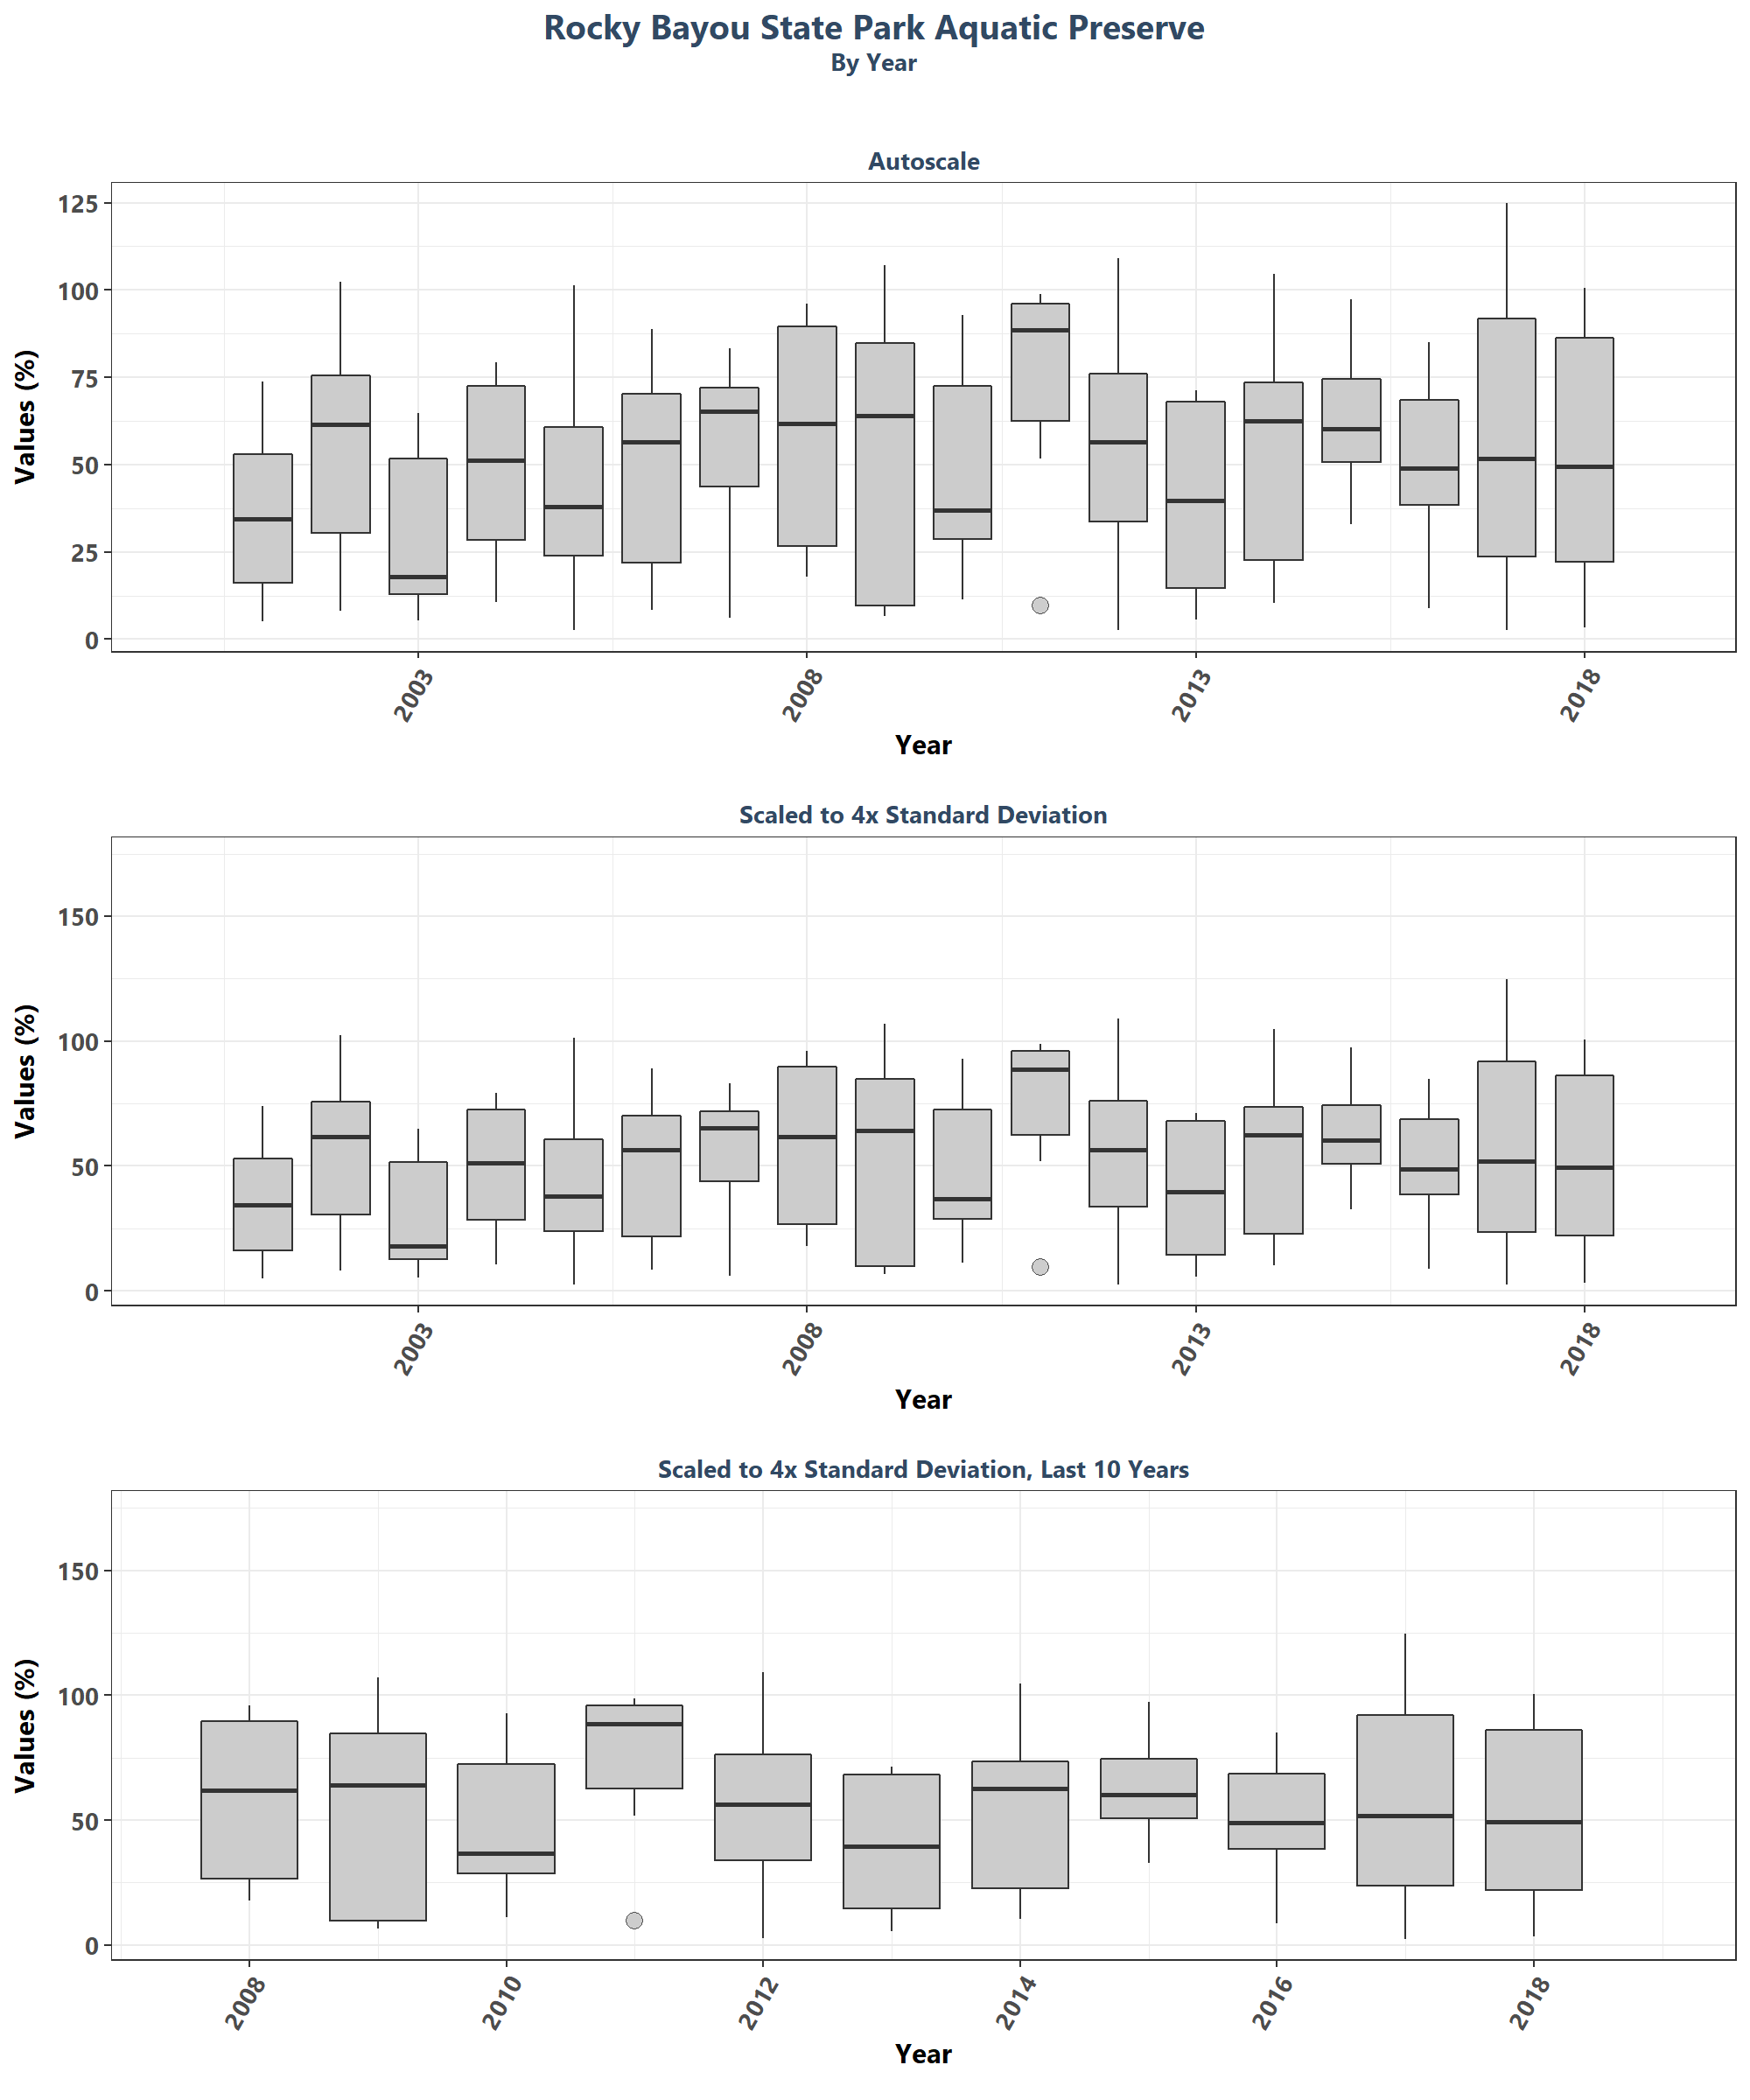 Rocky Bayou State Park Aquatic Preserve
By Year
Autoscale
Values (%)
125
100
75
50
25
0
2003
2008
2013
2018
Year
Scaled to 4x Standard Deviation
Values (%)
150
100
50
0
2003
2008
2013
2018
Year
Scaled to 4x Standard Deviation, Last 10 Years
Values (%)
150
100
50
0
2008
2010
2012
2014
2016
2018
Year